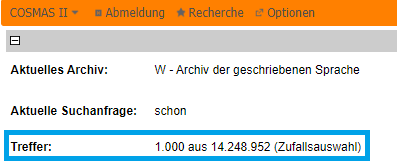 COSMAS II Abmeldung Recherche Optionen
Aktuelles Archiv: W - Archiv der geschriebenen Sprache
Aktuelle Suchanfrage: schon
Treffer: 1.000 aus 14.248.952 (Zufallsauswahl)